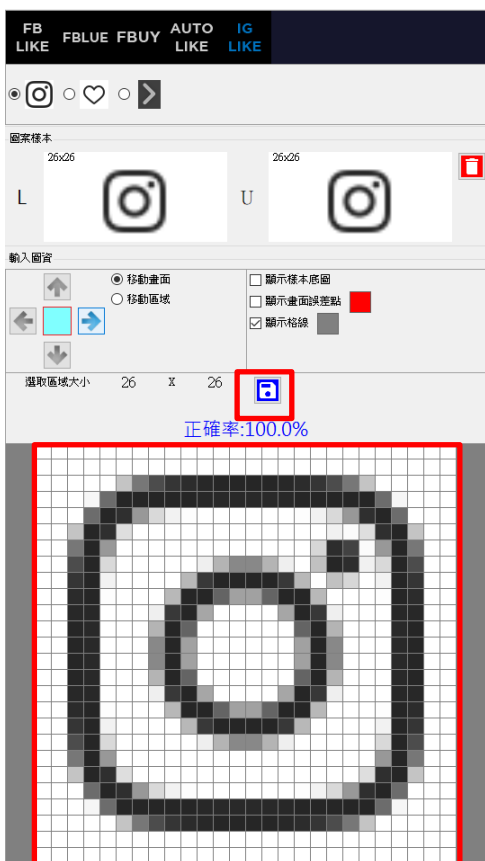 FB LIKE FBLUE FBUY AUTO LIKE IG LIKE
圖案樣本
L 26x26 U 26x26
輸入圖資
移動畫面 顯示樣本底圖
移動區域 顯示畫面誤差點
顯示格線
選取區域大小 26 X 26
正確率:100.0%